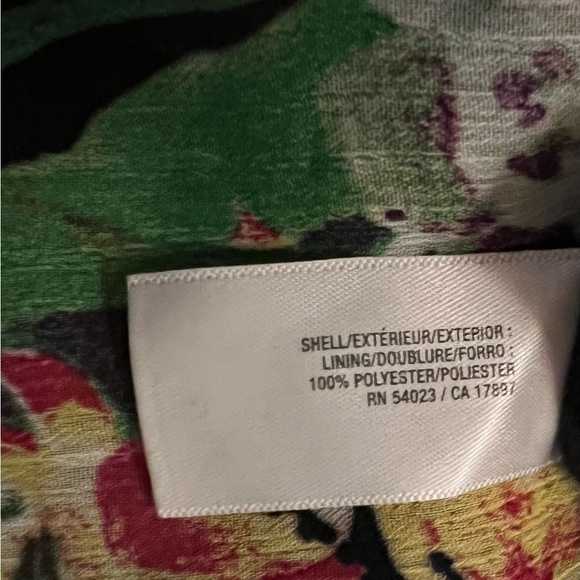 SHELL/EXTÉRIEUR/EXTERIOR :
LINING/DOUBLURE/FORRO :
100% POLYESTER/POLIESTER
RN 54023 / CA 17897